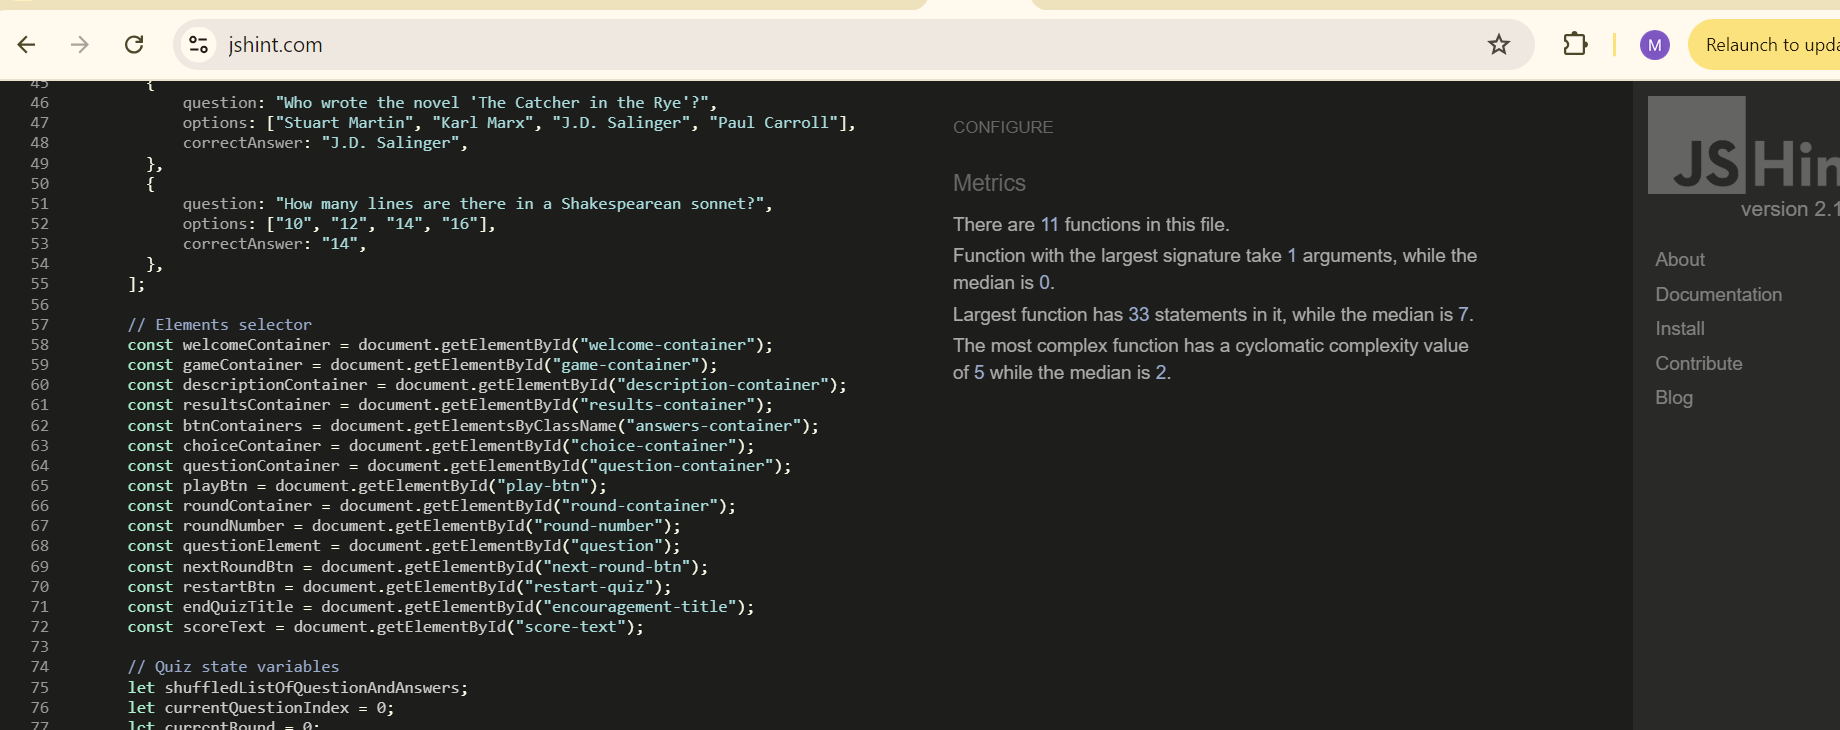 jshint.com
M
Relaunch to upda
45 {
46 question: "Who wrote the novel 'The Catcher in the Rye'?",
47 options: ["Stuart Martin", "Karl Marx", "J.D. Salinger", "Paul Carroll"],
48 correctAnswer: "J.D. Salinger",
49 },
50 {
51 question: "How many lines are there in a Shakespearean sonnet?",
52 options: ["10", "12", "14", "16"],
53 correctAnswer: "14",
54 },
55 ];
56
57 // Elements selector
58 const welcomeContainer = document.getElementById("welcome-container");
59 const gameContainer = document.getElementById("game-container");
60 const descriptionContainer = document.getElementById("description-container");
61 const resultsContainer = document.getElementById("results-container");
62 const btnContainers = document.getElementsByClassName("answers-container");
63 const choiceContainer = document.getElementById("choice-container");
64 const questionContainer = document.getElementById("question-container");
65 const playBtn = document.getElementById("play-btn");
66 const roundContainer = document.getElementById("round-container");
67 const roundNumber = document.getElementById("round-number");
68 const questionElement = document.getElementById("question");
69 const nextRoundBtn = document.getElementById("next-round-btn");
70 const restartBtn = document.getElementById("restart-quiz");
71 const endQuizTitle = document.getElementById("encouragement-title");
72 const scoreText = document.getElementById("score-text");
73
74 // Quiz state variables
75 let shuffledListOfQuestionAndAnswers;
76 let currentQuestionIndex = 0;
77 let currentRound = 0;
CONFIGURE
Metrics
There are 11 functions in this file.
Function with the largest signature take 1 arguments, while the
median is 0.
Largest function has 33 statements in it, while the median is 7.
The most complex function has a cyclomatic complexity value
of 5 while the median is 2.
JSHin
version 2.1
About
Documentation
Install
Contribute
Blog